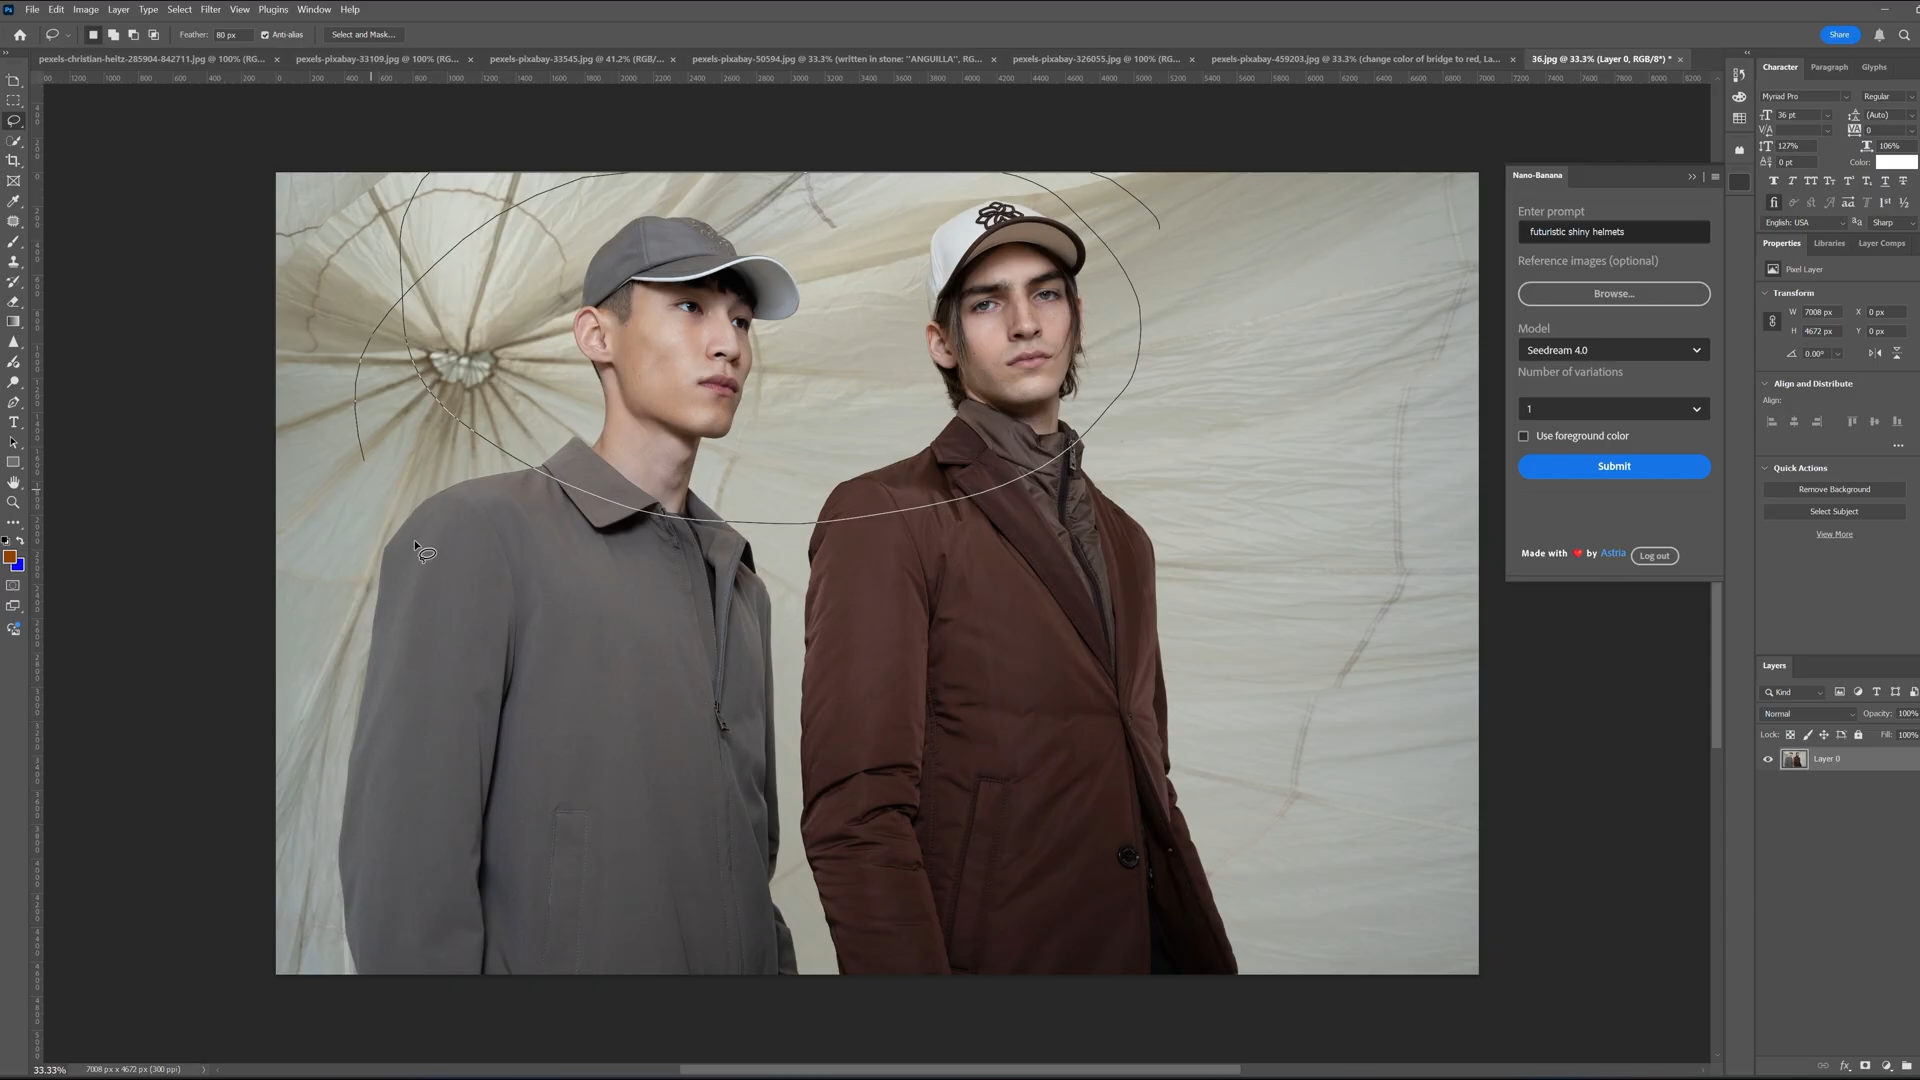 File Edit Image Layer Type Select Filter View Plugins Window Help
Feather: 80 px Anti-alias Select and Mask... Share
pexels-christian-heitz-285904-842711.jpg @ 100% (RG... × pexels-pixabay-33109.jpg @ 100% (RG... × pexels-pixabay-33545.jpg @ 41.2% (RGB/... × pexels-pixabay-50594.jpg @ 33.3% (written in stone: "ANGUILLA", RG... × pexels-pixabay-326055.jpg @ 100% (RG... × pexels-pixabay-459203.jpg @ 33.3% (change color of bridge to red, La... × 36.jpg @ 33.3% (Layer 0, RGB/8*) * ×
Character Paragraph Glyphs
Myriad Pro Regular
36 pt (Auto)
0
127% 106%
0 pt Color:
English: USA Sharp
Properties Libraries Layer Comps
Pixel Layer
Transform
W 7008 px X 0 px
H 4672 px Y 0 px
0.00°
Align and Distribute
Align:
Quick Actions
Remove Background
Select Subject
View More
Nano-Banana
Enter prompt
futuristic shiny helmets
Reference images (optional)
Browse...
Model
Seedream 4.0
Number of variations
1
Use foreground color
Submit
Made with ❤ by Astria Log out
Layers
Kind
Normal Opacity: 100%
Lock: Fill: 100%
Layer 0
33.33% 7008 px x 4672 px (300 ppi)